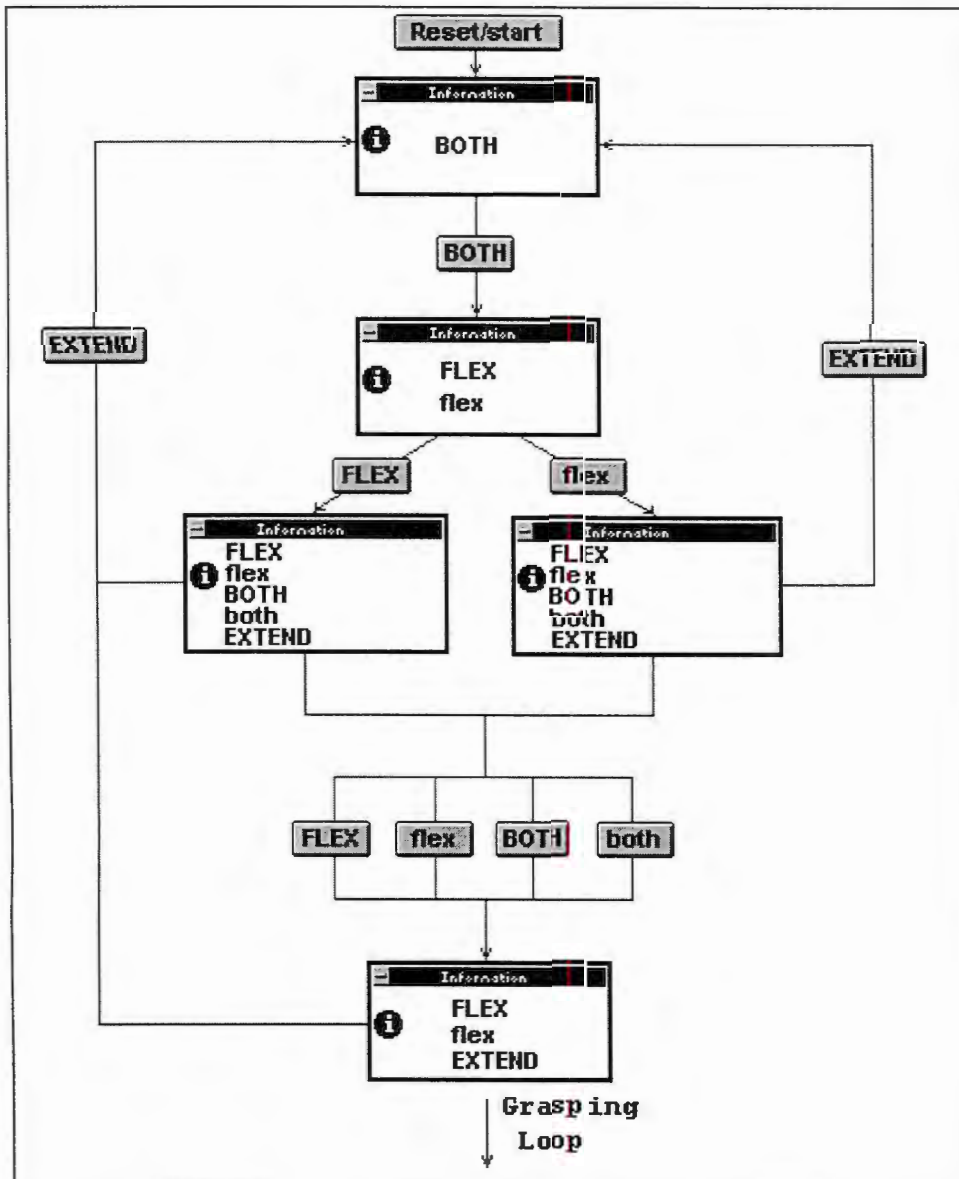 Reset/start
Information
BOTH
BOTH
EXTEND
Information
EXTEND
FLEX
flex
FLEX
flex
Information
Information
FLEX
flex
BOTH
both
EXTEND
FLEX
flex
BOTH
both
EXTEND
FLEX
flex
BOTH
both
Information
FLEX
flex
EXTEND
Grasping
Loop